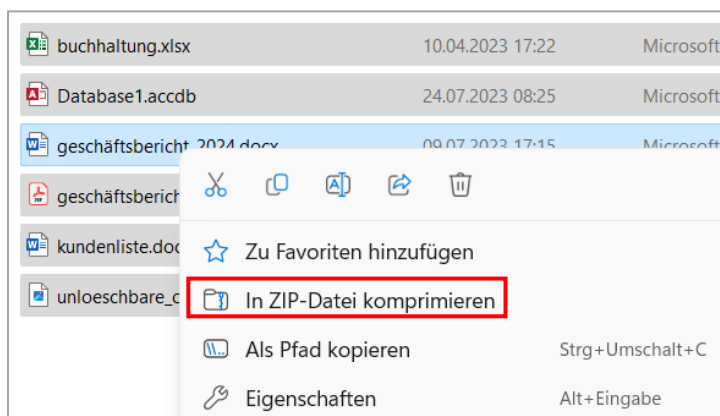 buchhaltung.xlsx 10.04.2023 17:22 Microsoft
Database1.accdb 24.07.2023 08:25 Microsoft
geschäftsbericht_2024.docx 09.07.2023 17:15 Microsoft
geschäftsberich
kundenliste.doc
unloeschbare_
Zu Favoriten hinzufügen
In ZIP-Datei komprimieren
Als Pfad kopieren Strg+Umschalt+C
Eigenschaften Alt+Eingabe